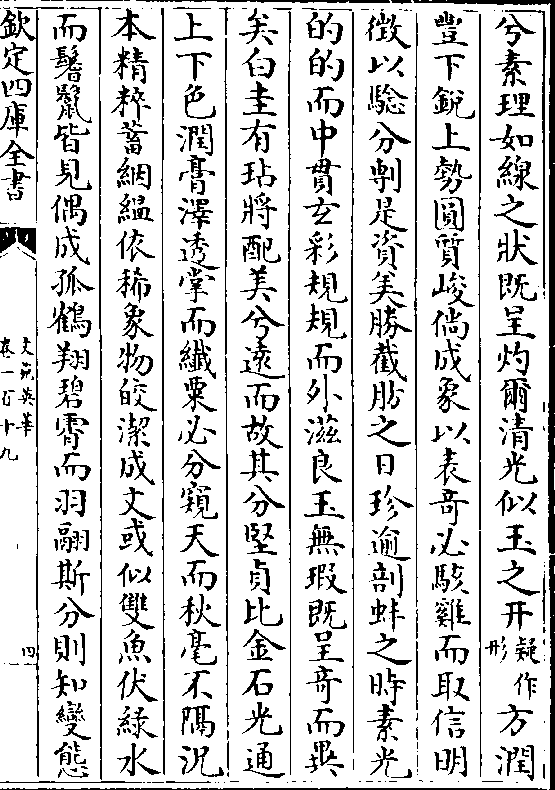 兮素理如線之狀既呈灼爾清光似玉之开疑作形方潤
豐下銳上勢圓質峻倘成象以表奇必駭雞而取信明
徴以驗分剸是資美勝截肪之日珍逾剖蚌之時素光
的的而中貫玄彩規規而外滋良玉無瑕既呈竒而異
矣白圭有玷將配美兮遠而故其分堅貞比金石光通
上下色潤膏澤透掌而纎粟必分窺天而秋毫不隔況
本精粹蓄絪縕依稀象物皎潔成文或似雙魚伏緑水
而鬐鬛皆見偶成孤鶴翔碧霄而羽翮斯分則知變態
欽定四庫全書
文苑英華
卷一百十九
四